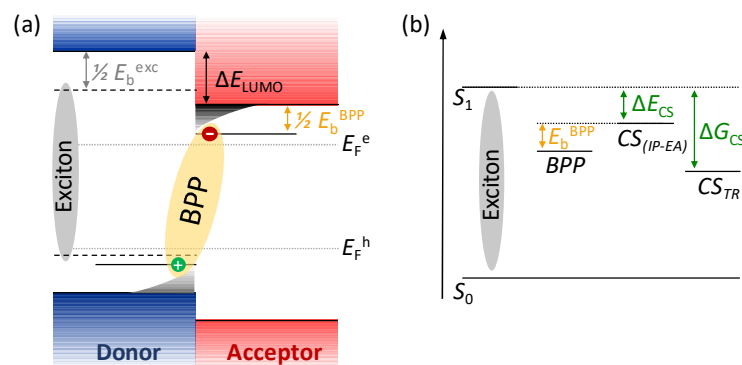 (a)
½ E_b^exc
ΔE_LUMO
½ E_b^BPP
−
E_F^e
Exciton
BPP
E_F^h
+
Donor
Acceptor
(b)
S_1
ΔE_CS
ΔG_CS
E_b^BPP
CS_(IP-EA)
BPP
CS_TR
Exciton
S_0